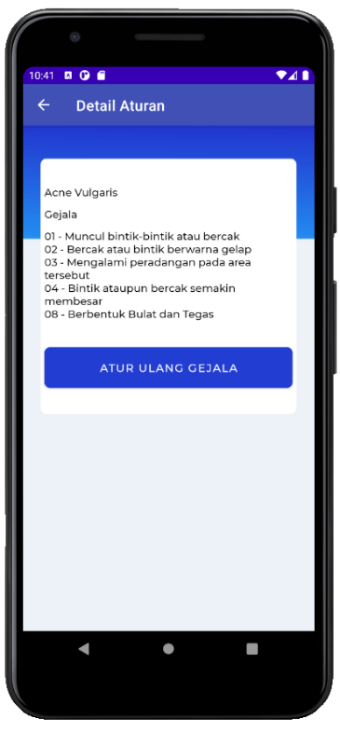 10:41
Detail Aturan
Acne Vulgaris
Gejala
01 - Muncul bintik-bintik atau bercak
02 - Bercak atau bintik berwarna gelap
03 - Mengalami peradangan pada area
tersebut
04 - Bintik ataupun bercak semakin
membesar
08 - Berbentuk Bulat dan Tegas
ATUR ULANG GEJALA